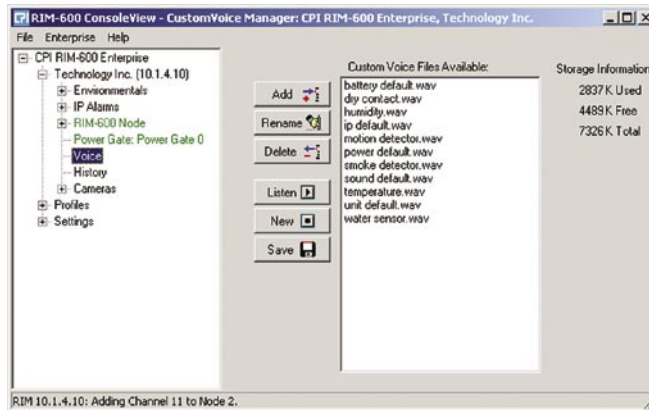 CPI RIM-600 ConsoleView - CustomVoice Manager: CPI RIM-600 Enterprise, Technology Inc.
File Enterprise Help
CPI RIM-600 Enterprise
Technology Inc. (10.1.4.10)
Environmentals
IP Alarms
RIM-600 Node
Power Gate: Power Gate 0
Voice
History
Cameras
Profiles
Settings
Add
Rename
Delete
Listen
New
Save
Custom Voice Files Available:
battery default.wav
dry contact.wav
humidity.wav
ip default.wav
motion detector.wav
power default.wav
smoke detector.wav
sound default.wav
temperature.wav
unit default.wav
water sensor.wav
Storage Information
2837 K Used
4489 K Free
7326 K Total
RIM 10.1.4.10: Adding Channel 11 to Node 2.